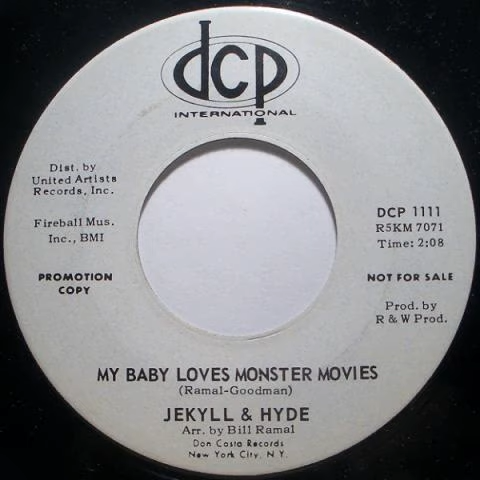 dcp
INTERNATIONAL
Dist. by
United Artists
Records, Inc.
Fireball Mus.
Inc., BMI
PROMOTION
COPY
DCP 1111
R5KM 7071
Time: 2:08
NOT FOR SALE
Prod. by
R & W Prod.
MY BABY LOVES MONSTER MOVIES
(Ramal-Goodman)
JEKYLL & HYDE
Arr. by Bill Ramal
Don Costa Records
New York City, N.Y.